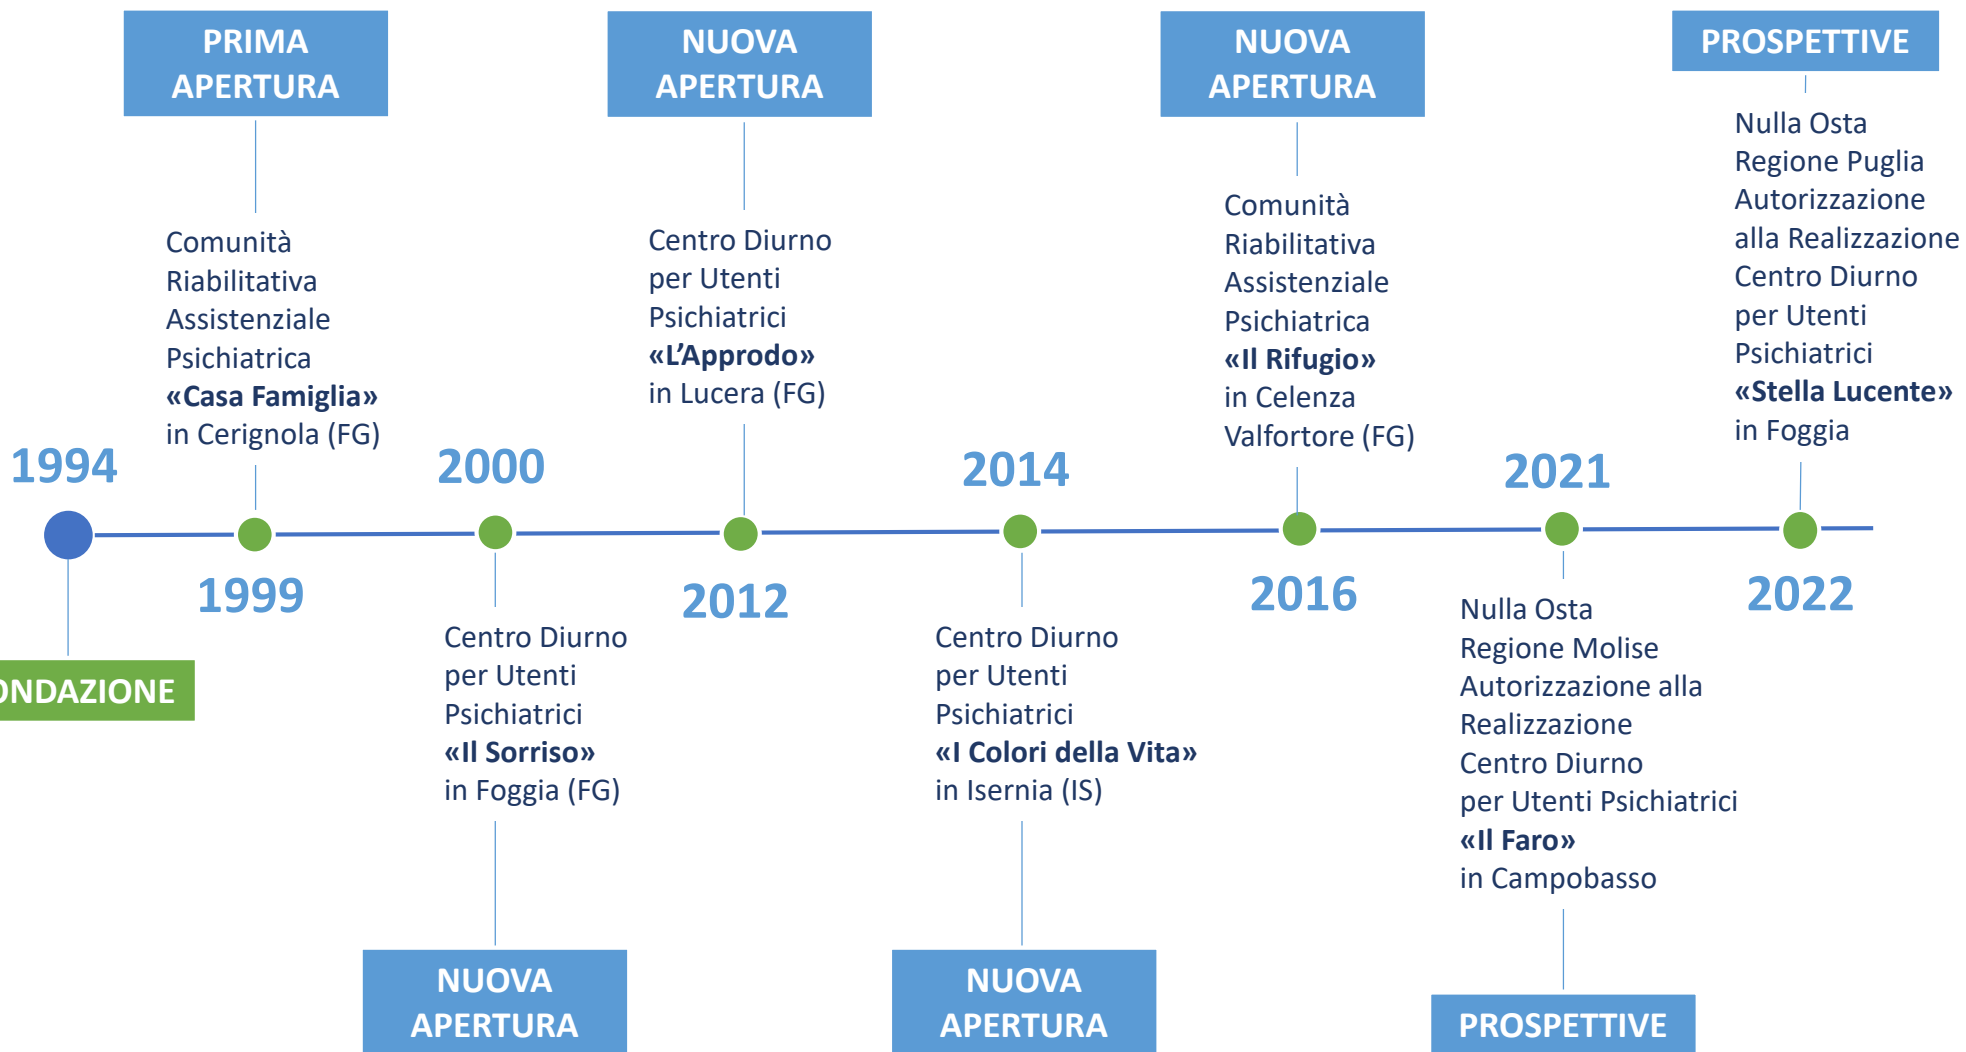 1994
ONDAZIONE
PRIMA
APERTURA
Comunità
Riabilitativa
Assistenziale
Psichiatrica
«Casa Famiglia»
in Cerignola (FG)
1999
2000
Centro Diurno
per Utenti
Psichiatrici
«Il Sorriso»
in Foggia (FG)
NUOVA
APERTURA
NUOVA
APERTURA
Centro Diurno
per Utenti
Psichiatrici
«L’Approdo»
in Lucera (FG)
2012
2014
Centro Diurno
per Utenti
Psichiatrici
«I Colori della Vita»
in Isernia (IS)
NUOVA
APERTURA
NUOVA
APERTURA
Comunità
Riabilitativa
Assistenziale
Psichiatrica
«Il Rifugio»
in Celenza
Valfortore (FG)
2016
2021
Nulla Osta
Regione Molise
Autorizzazione alla
Realizzazione
Centro Diurno
per Utenti Psichiatrici
«Il Faro»
in Campobasso
PROSPETTIVE
PROSPETTIVE
Nulla Osta
Regione Puglia
Autorizzazione
alla Realizzazione
Centro Diurno
per Utenti
Psichiatrici
«Stella Lucente»
in Foggia
2022